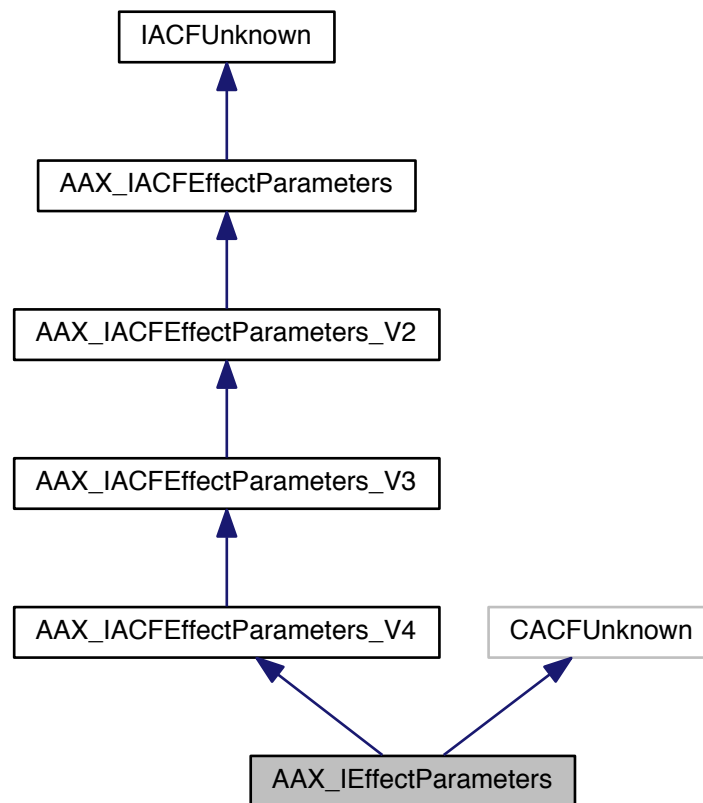 IACFUnknown
AAX_IACFEffectParameters
AAX_IACFEffectParameters_V2
AAX_IACFEffectParameters_V3
AAX_IACFEffectParameters_V4
CACFUnknown
AAX_IEffectParameters